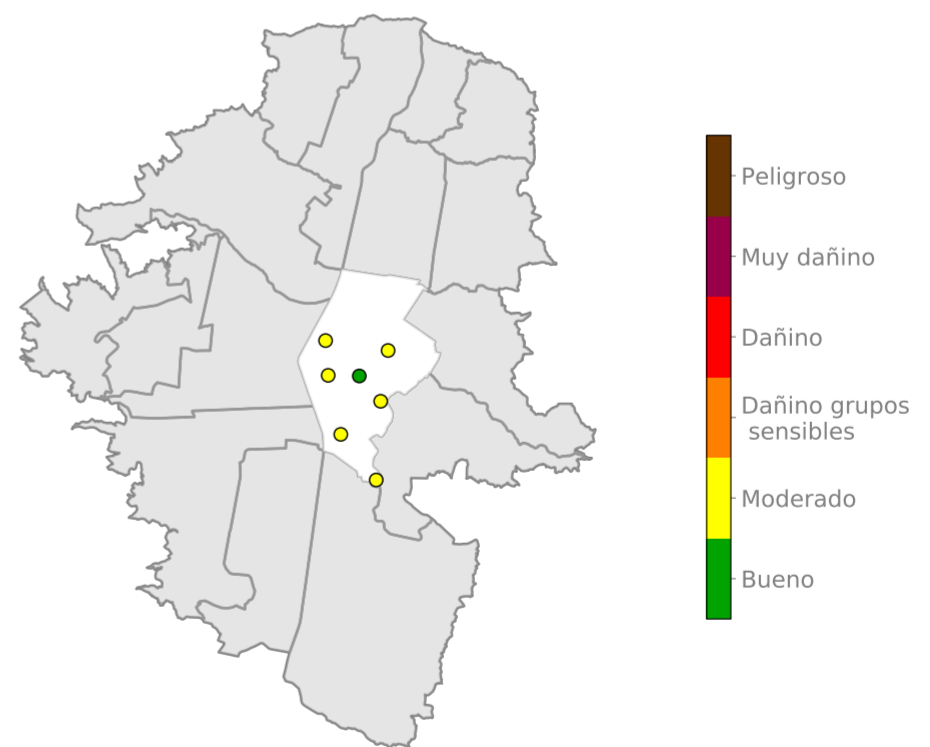 Peligroso
Muy dañino
Dañino
Dañino grupos
sensibles
Moderado
Bueno